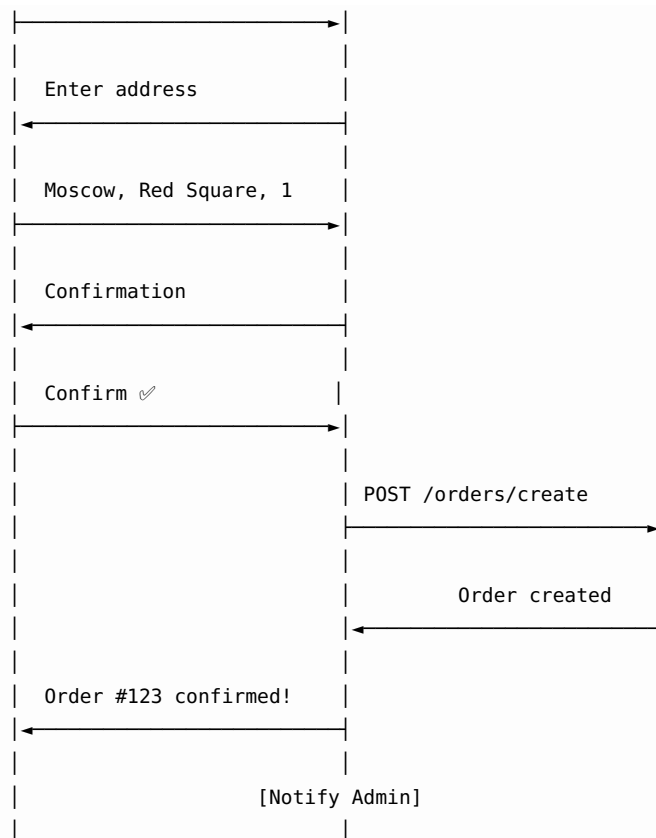 Enter address
Moscow, Red Square, 1
Confirmation
Confirm ✅
POST /orders/create
Order created
Order #123 confirmed!
[Notify Admin]